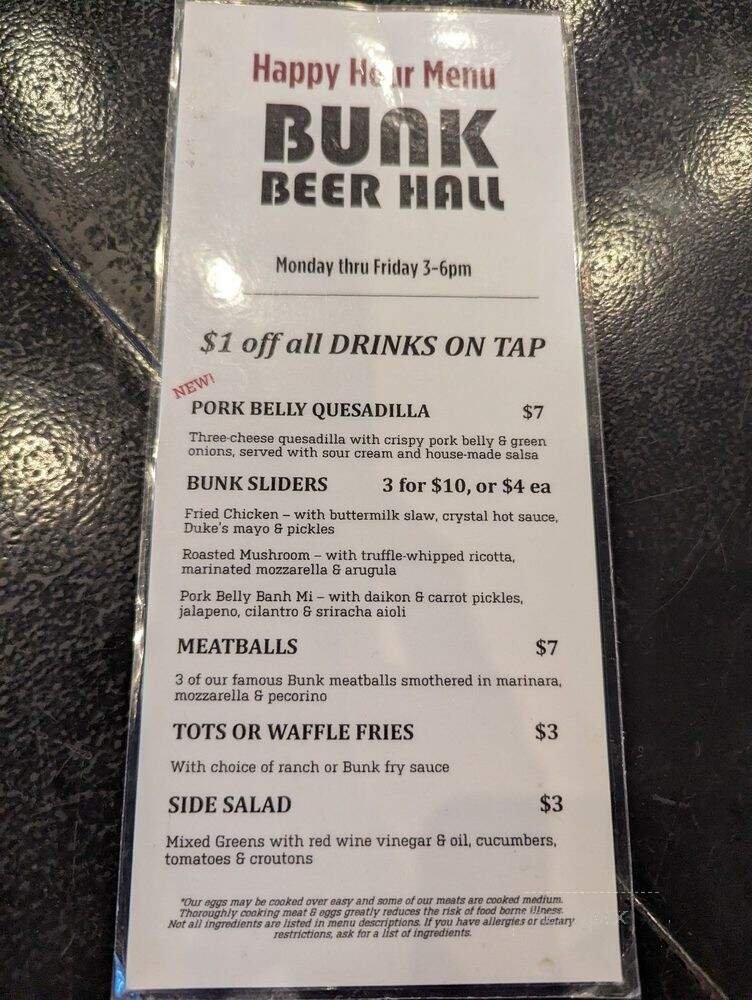 Happy Hour Menu
BUNK
BEER HALL
Monday thru Friday 3-6pm
$1 off all DRINKS ON TAP
NEW!
PORK BELLY QUESADILLA $7
Three-cheese quesadilla with crispy pork belly & green
onions, served with sour cream and house-made salsa
BUNK SLIDERS 3 for $10, or $4 ea
Fried Chicken – with buttermilk slaw, crystal hot sauce,
Duke's mayo & pickles
Roasted Mushroom – with truffle-whipped ricotta,
marinated mozzarella & arugula
Pork Belly Banh Mi – with daikon & carrot pickles,
jalapeno, cilantro & sriracha aioli
MEATBALLS $7
3 of our famous Bunk meatballs smothered in marinara,
mozzarella & pecorino
TOTS OR WAFFLE FRIES $3
With choice of ranch or Bunk fry sauce
SIDE SALAD $3
Mixed Greens with red wine vinegar & oil, cucumbers,
tomatoes & croutons
*Our eggs may be cooked over easy and some of our meats are cooked medium.
Thoroughly cooking meat & eggs greatly reduces the risk of food borne illness.
Not all ingredients are listed in menu descriptions. If you have allergies or dietary
restrictions, ask for a list of ingredients.